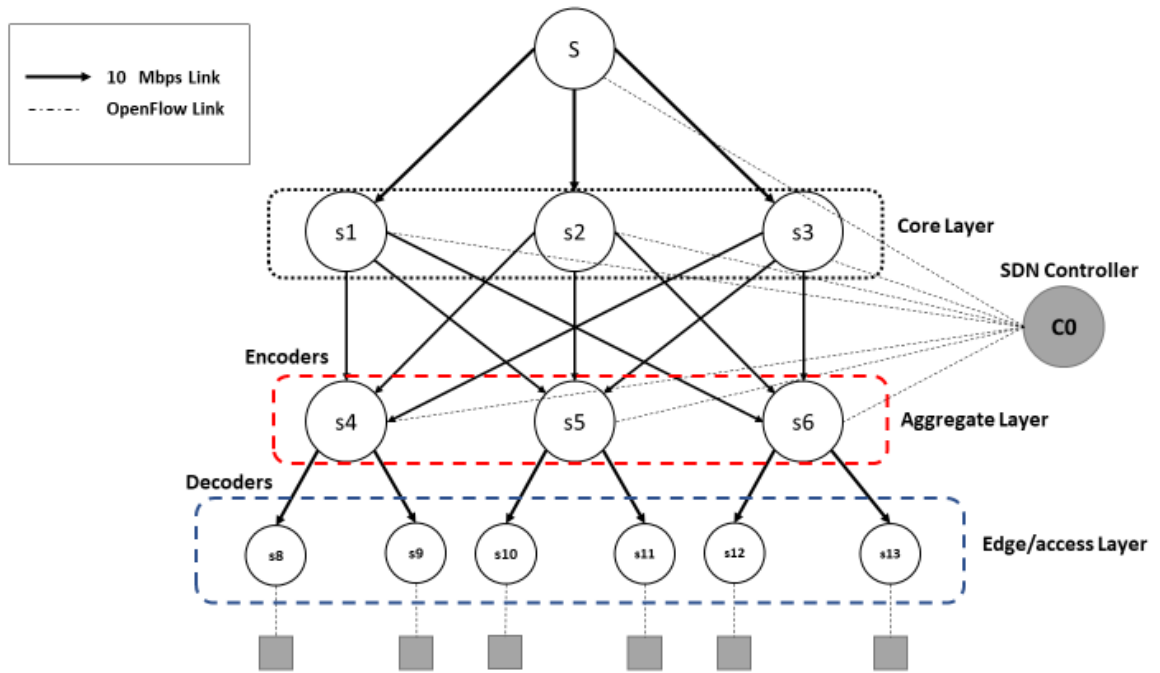 S
10 Mbps Link
OpenFlow Link
s1
s2
s3
Core Layer
SDN Controller
C0
Encoders
s4
s5
s6
Aggregate Layer
Decoders
s8
s9
s10
s11
s12
s13
Edge/access Layer